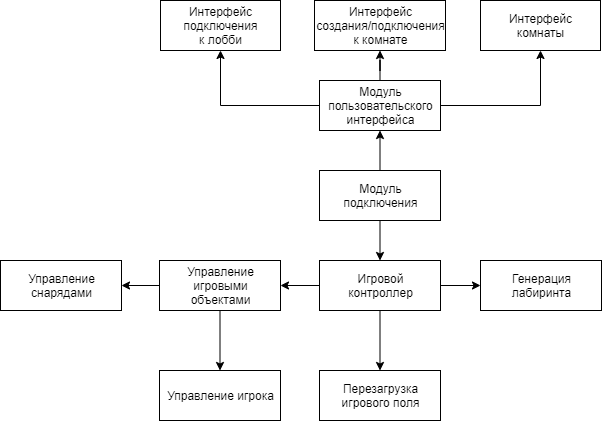 Интерфейс
подключения
к лобби
Интерфейс
создания/подключения
к комнате
Интерфейс
комнаты
Модуль
пользовательского
интерфейса
Модуль
подключения
Управление
снарядами
Управление
игровыми
объектами
Игровой
контроллер
Генерация
лабиринта
Управление игрока
Перезагрузка
игрового поля